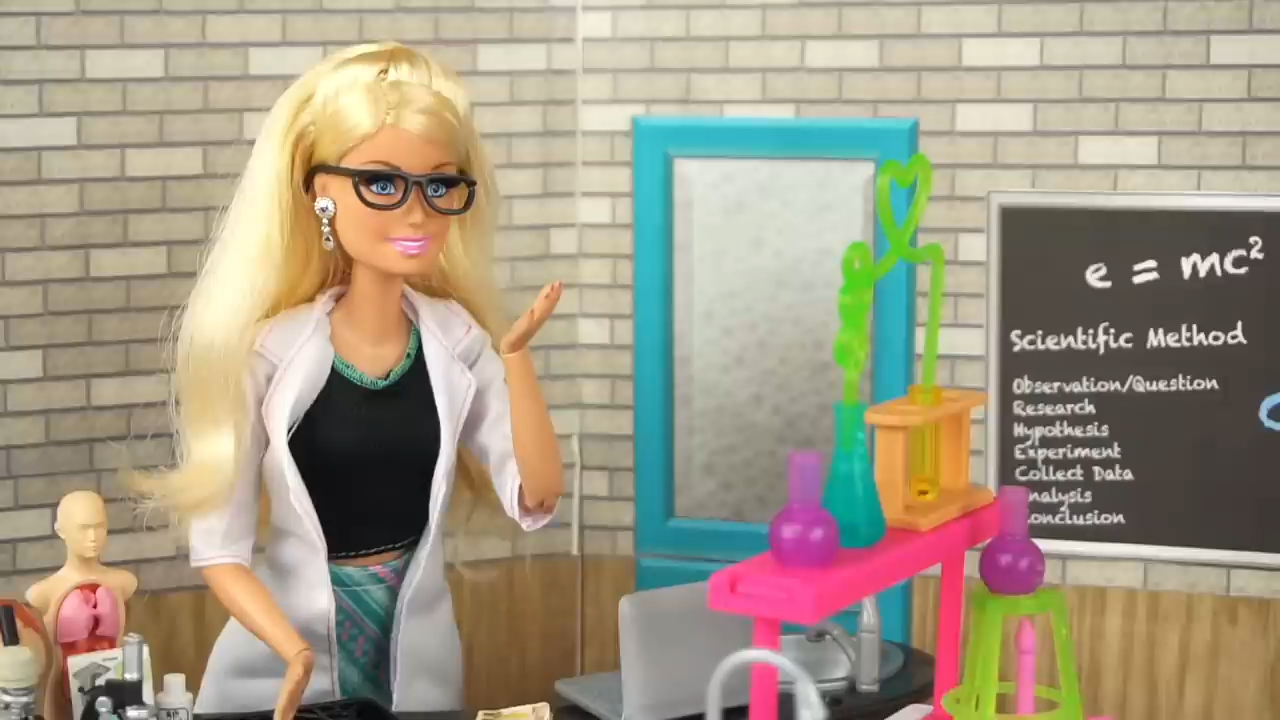 e = mc²
Scientific Method
Observation/Question
Research
Hypothesis
Experiment
Collect Data
nalysis
onclusion